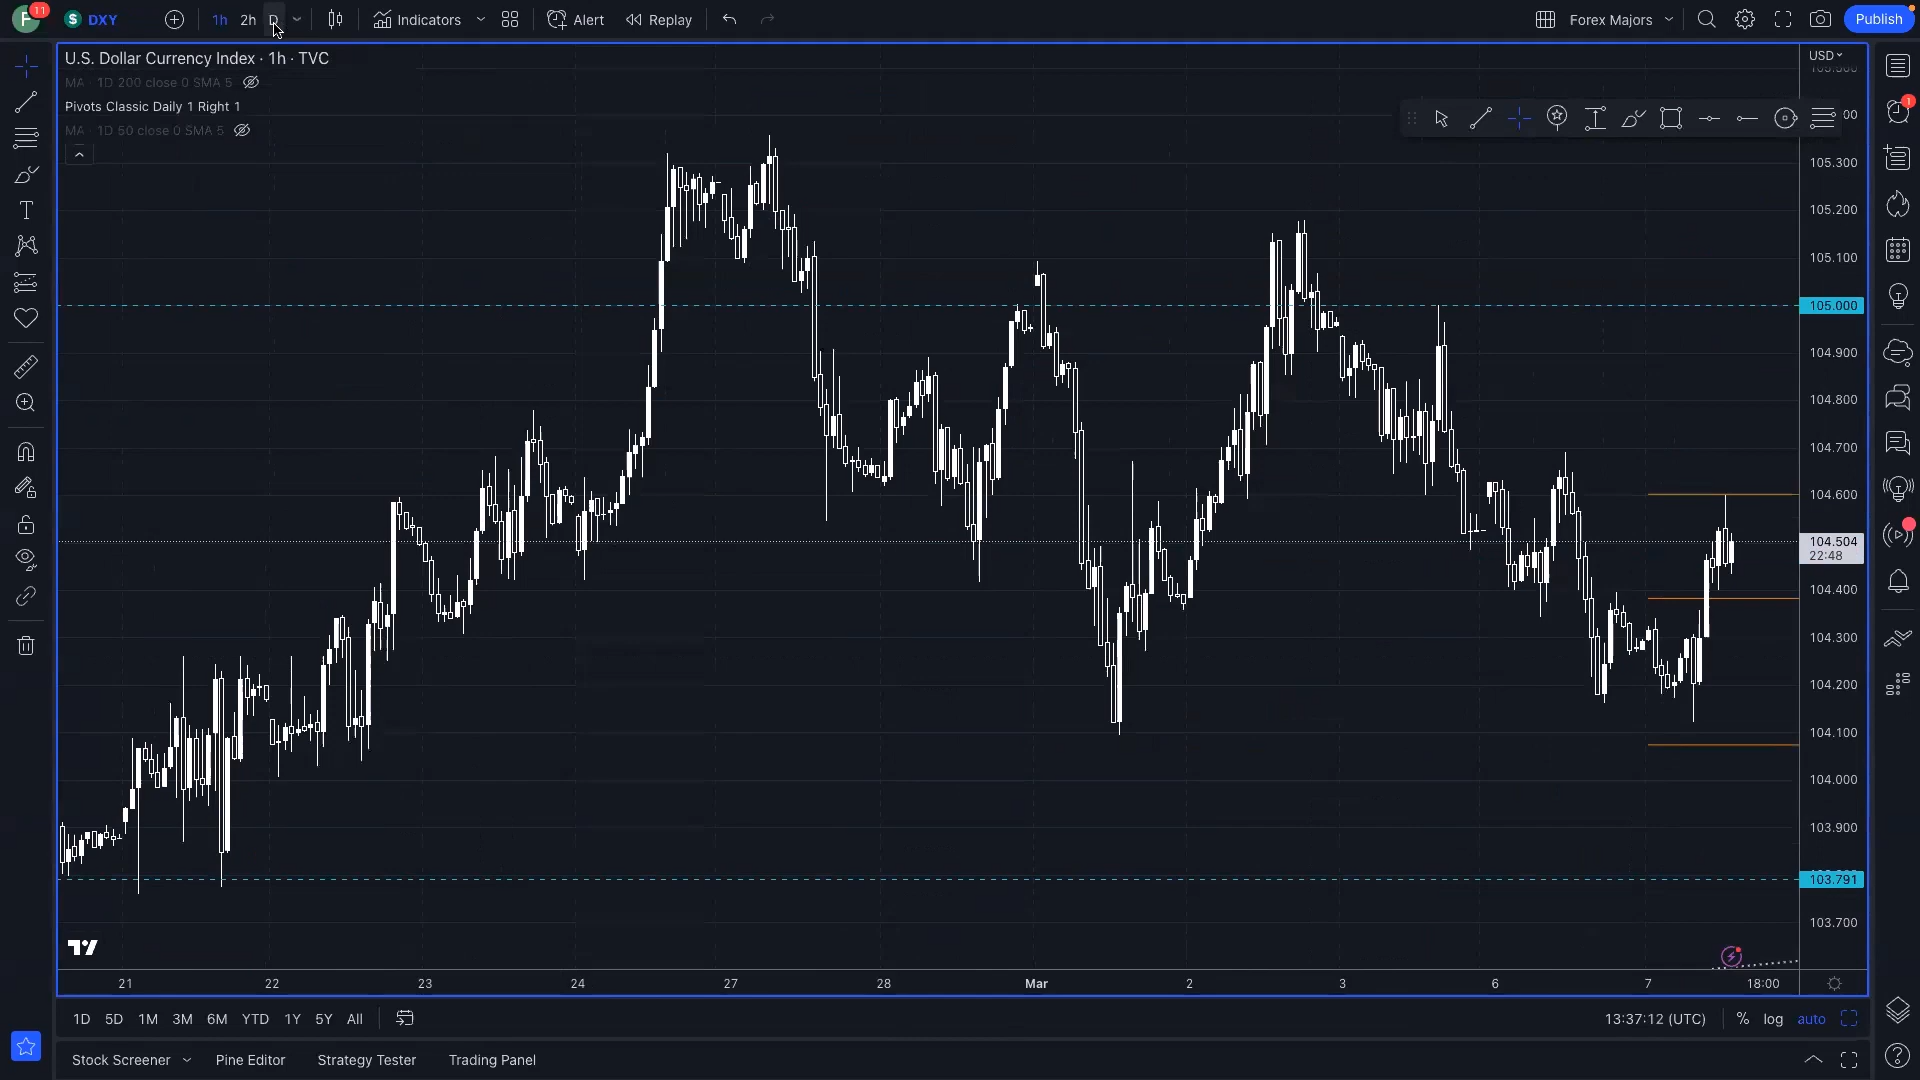 F 11 S DXY 1h 2h D Indicators Alert Replay Forex Majors Publish
U.S. Dollar Currency Index · 1h · TVC
MA · 1D 200 close 0 SMA 5
Pivots Classic Daily 1 Right 1
MA · 1D 50 close 0 SMA 5
USD
105.300
105.200
105.100
105.000
104.900
104.800
104.700
104.600
104.504
22:48
104.400
104.300
104.200
104.100
104.000
103.900
103.791
103.700
21 22 23 24 27 28 Mar 2 3 6 7 18:00
1D 5D 1M 3M 6M YTD 1Y 5Y All 13:37:12 (UTC) % log auto
Stock Screener Pine Editor Strategy Tester Trading Panel
1